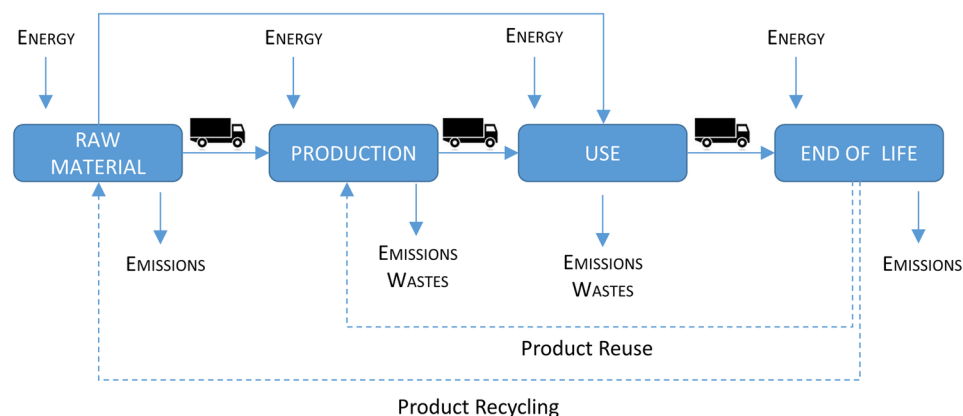 ENERGY
ENERGY
ENERGY
ENERGY
RAW
MATERIAL
PRODUCTION
USE
END OF LIFE
EMISSIONS
EMISSIONS
WASTES
EMISSIONS
WASTES
EMISSIONS
Product Reuse
Product Recycling